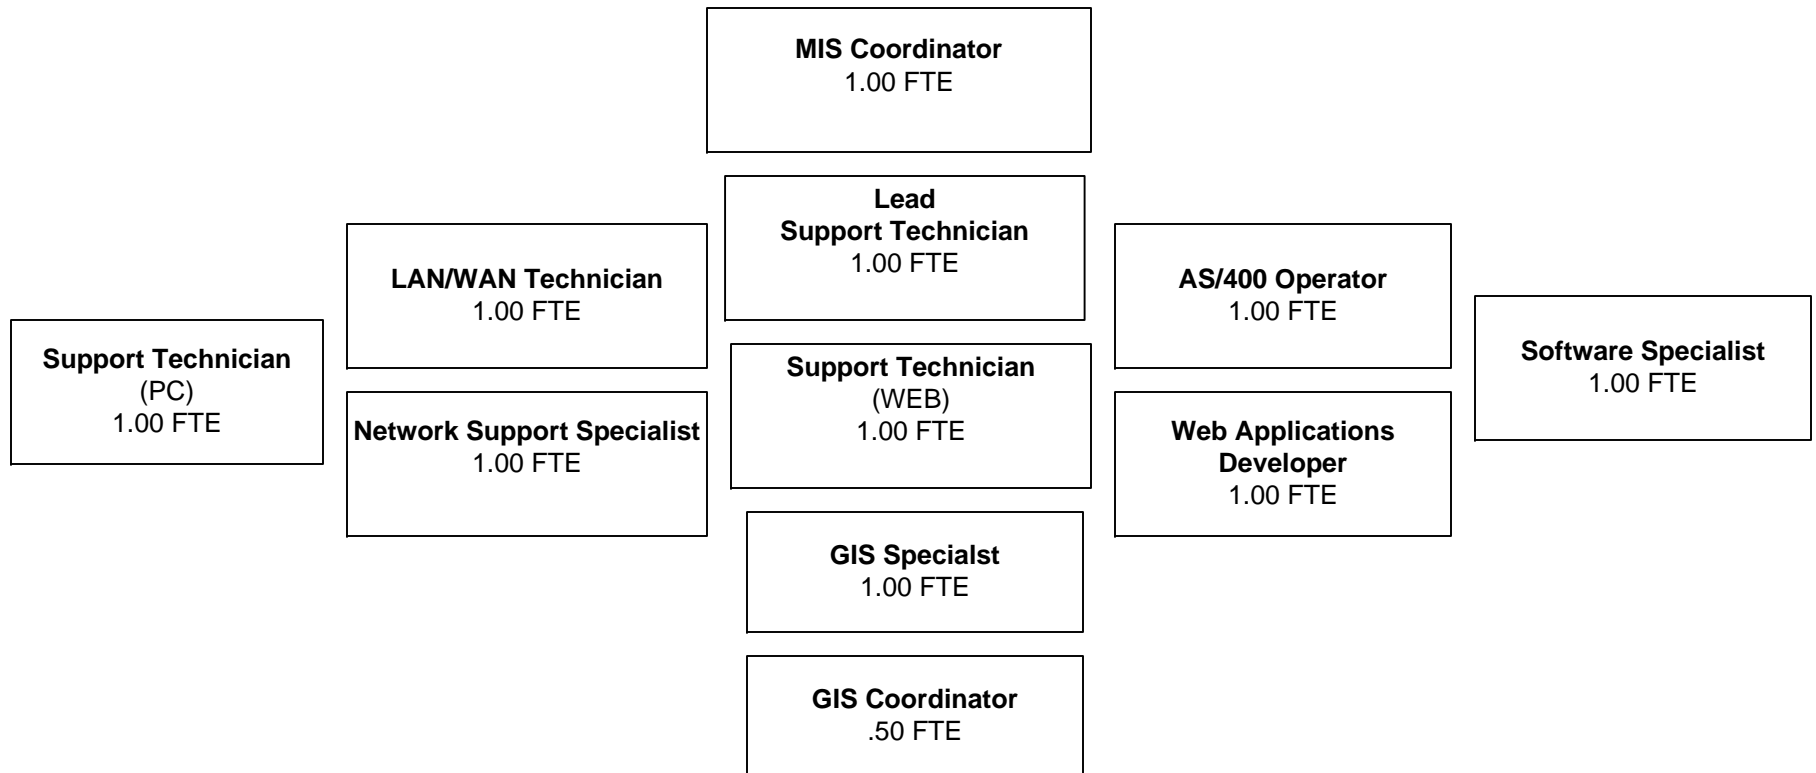 MIS Coordinator
1.00 FTE
Lead
Support Technician
1.00 FTE
LAN/WAN Technician
1.00 FTE
AS/400 Operator
1.00 FTE
Support Technician
(PC)
1.00 FTE
Software Specialist
1.00 FTE
Support Technician
(WEB)
1.00 FTE
Network Support Specialist
1.00 FTE
Web Applications
Developer
1.00 FTE
GIS Specialst
1.00 FTE
GIS Coordinator
.50 FTE